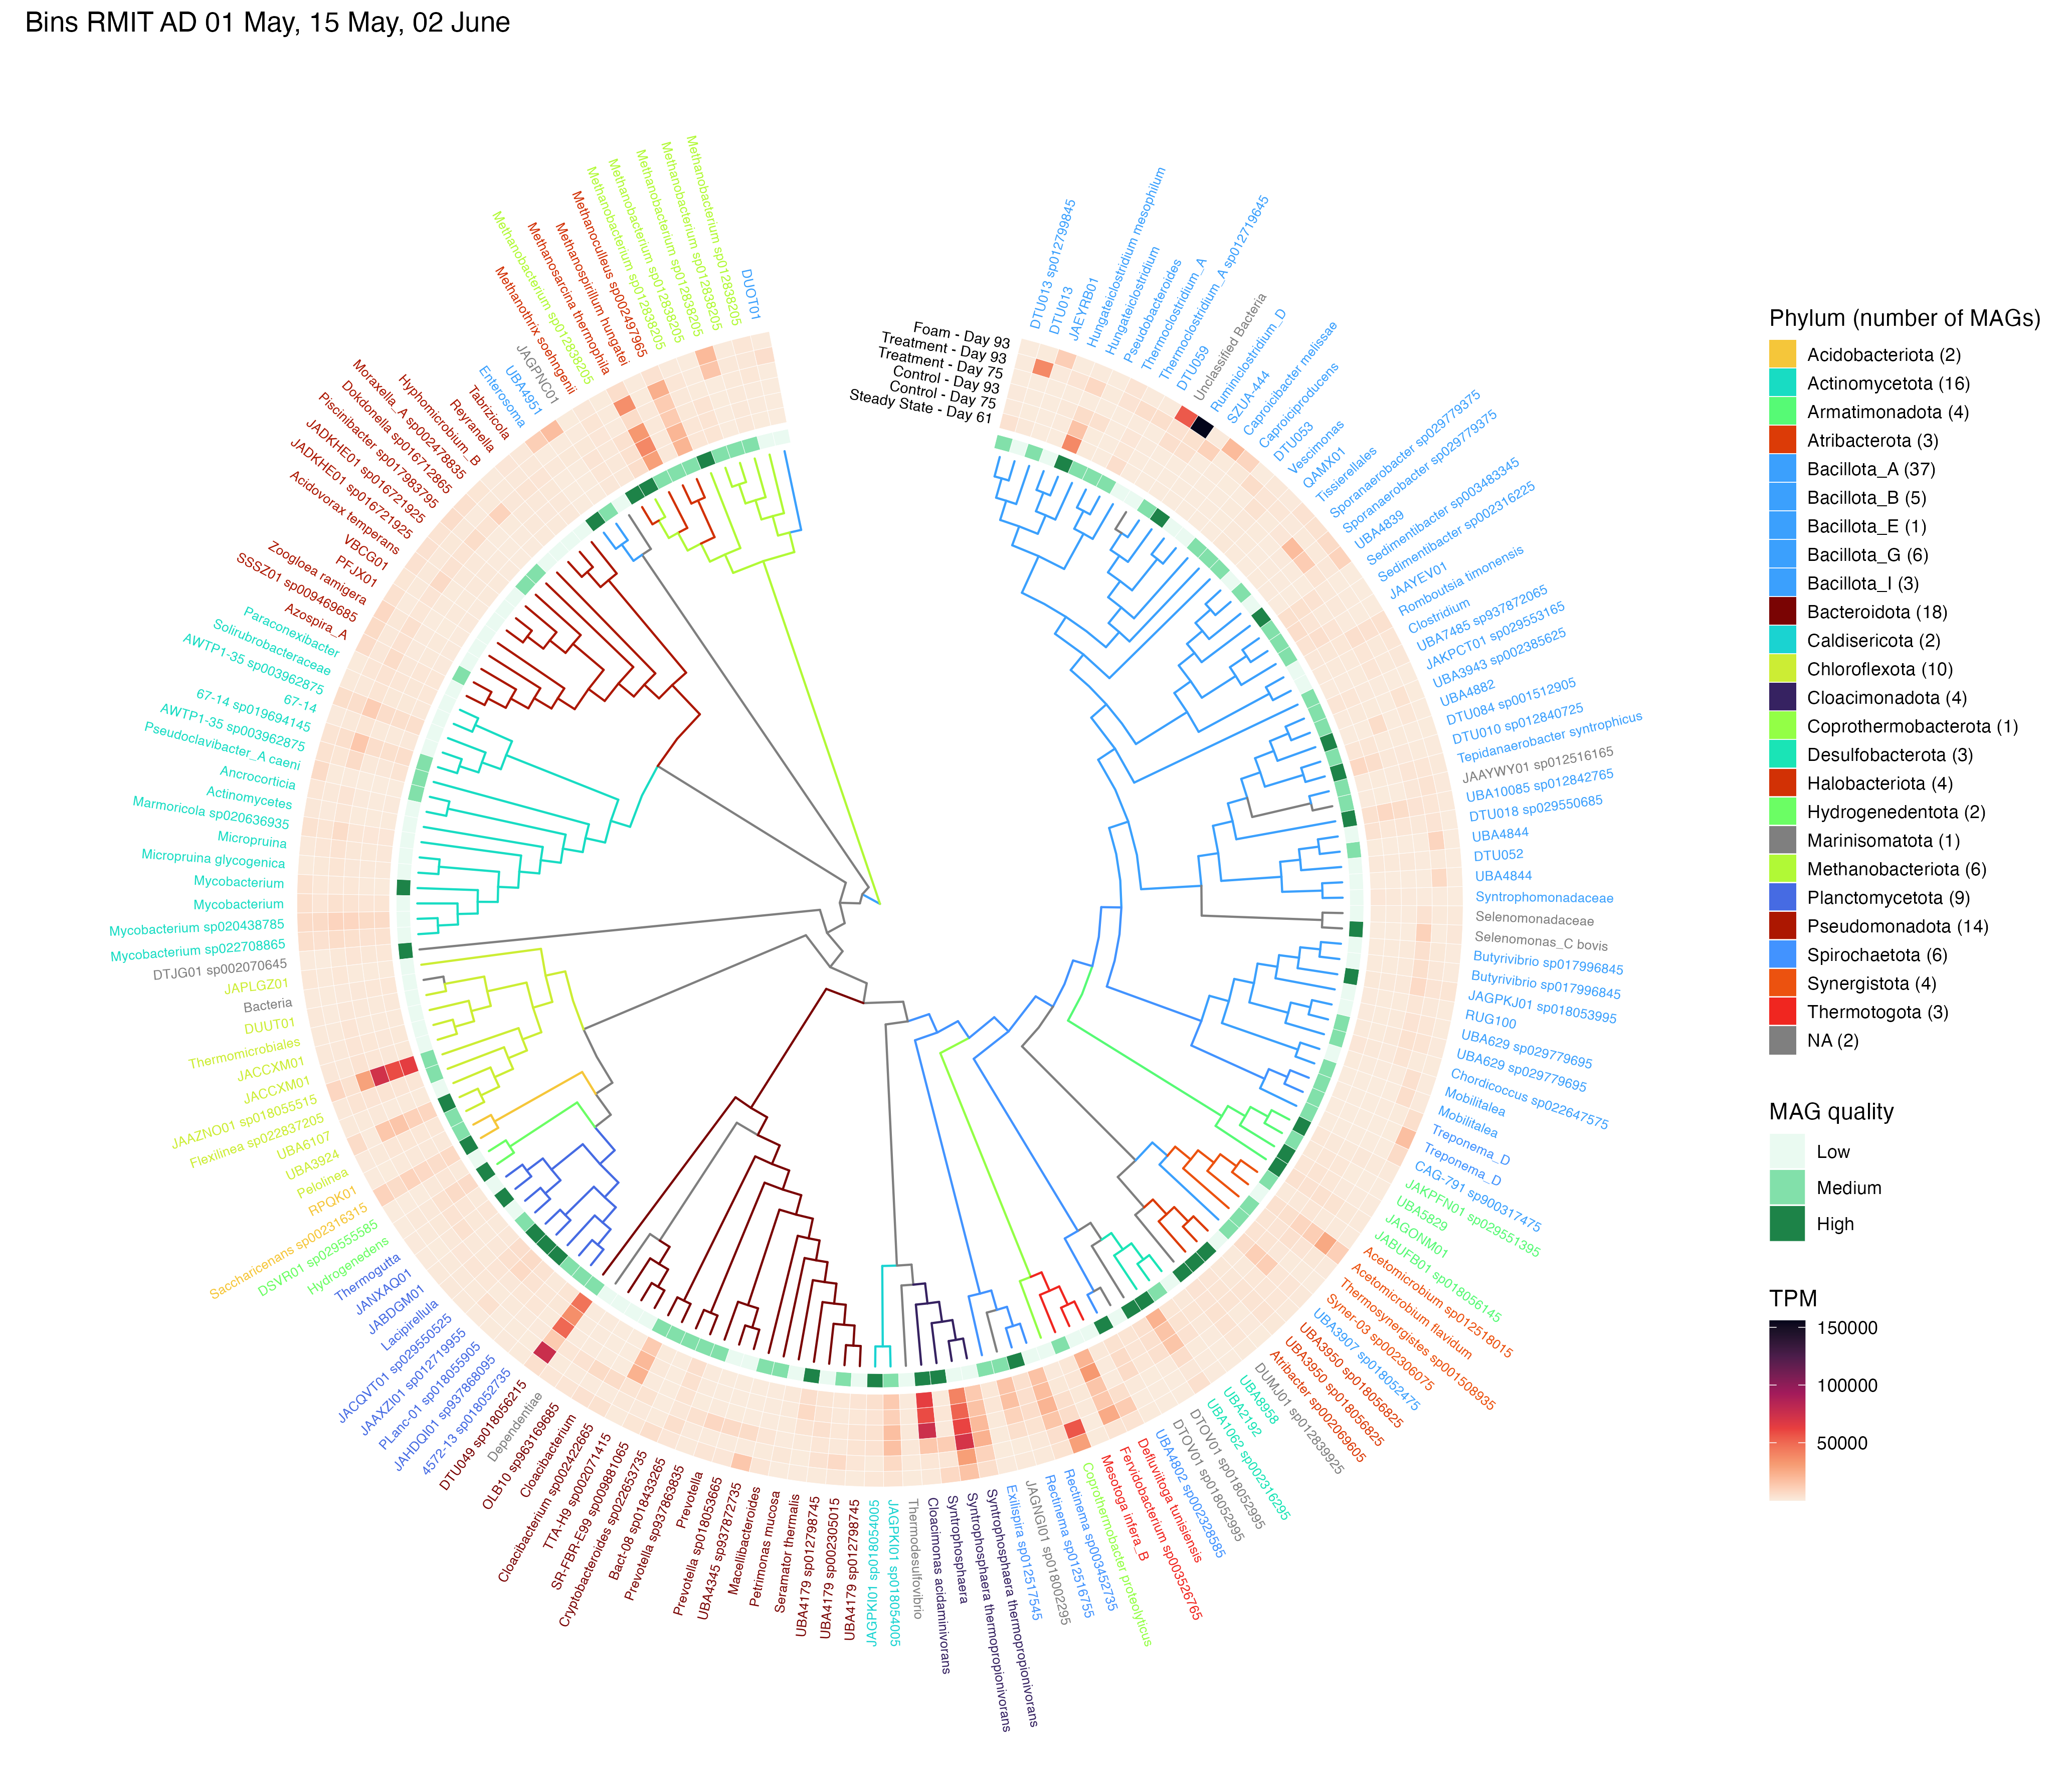 Bins RMIT AD 01 May, 15 May, 02 June
Foam - Day 93
Treatment - Day 93
Treatment - Day 75
Control - Day 93
Control - Day 75
Steady State - Day 61
DTU013 sp012799845
DTU013
JAEYRB01
Hungateiclostridium mesophilum
Hungateiclostridium
Pseudobacteroides
Thermoclostridium_A
Thermoclostridium_A sp012719645
DTU059
Unclassified Bacteria
Ruminiclostridium_D
SZUA-444
Caproicibacter melissae
Caproiciproducens
DTU053
Vescimonas
QAMX01
Tissierellales
Sporanaerobacter sp029779375
Sporanaerobacter sp029779375
UBA4839
Sedimentibacter sp003483345
Sedimentibacter sp002316225
JAAYEV01
Romboutsia timonensis
Clostridium
UBA7485 sp937872065
JAKPCT01 sp029553165
UBA3943 sp002385625
UBA4882
DTU084 sp001512905
DTU010 sp012840725
Tepidanaerobacter syntrophicus
JAAYWY01 sp012516165
UBA10085 sp012842765
DTU018 sp029550685
UBA4844
DTU052
UBA4844
Syntrophomonadaceae
Selenomonadaceae
Selenomonas_C bovis
Butyrivibrio sp017996845
Butyrivibrio sp017996845
JAGPKJ01 sp018053995
RUG100
UBA629 sp029779695
UBA629 sp029779695
Chordicoccus sp022647575
Mobilitalea
Mobilitalea
Treponema_D
Treponema_D
CAG-791 sp900317475
JAKPFN01 sp029551395
UBA5829
JAGONM01
JABUFB01 sp018056145
Acetomicrobium sp012518015
Acetomicrobium flavidum
Thermosynergistes sp001508935
Syner-03 sp002306075
UBA3907 sp018052475
UBA3950 sp018056825
UBA3950 sp018056825
Atribacter sp002069605
DUMJ01 sp012839925
UBA8958
UBA2192
UBA1062 sp002316295
DTOV01 sp018052995
DTOV01 sp018052995
UBA4802 sp002328585
Defluviitoga tunisiensis
Fervidobacterium sp003526765
Mesotoga infera_B
Coprothermobacter proteolyticus
Rectinema sp003452735
Rectinema sp012516755
JAGNGI01 sp018002295
Exilispira sp012517545
Syntrophosphaera thermopropionivorans
Syntrophosphaera thermopropionivorans
Syntrophosphaera
Cloacimonas acidaminivorans
Thermodesulfovibrio
JAGPKI01 sp018054005
JAGPKI01 sp018054005
UBA4179 sp012798745
UBA4179 sp002305015
UBA4179 sp012798745
Seramator thermalis
Petrimonas mucosa
Macellibacteroides
UBA4345 sp937872735
Prevotella sp018053665
Prevotella
Prevotella sp937863835
Bact-08 sp018433265
Cryptobacteroides sp022653735
SR-FBR-E99 sp009881065
TTA-H9 sp002071415
Cloacibacterium sp002422665
Cloacibacterium
OLB10 sp963169685
Dependentiae
DTU049 sp018056215
4572-13 sp018052735
JAHDQI01 sp937868095
PLanc-01 sp018055905
JAAXZI01 sp012719955
JACQVT01 sp029550525
Lacipirellula
JABDGM01
JANXAQ01
Thermogutta
Hydrogenedens
DSVR01 sp029555585
Saccharicenans sp002316315
RPQK01
Pelolinea
UBA3924
UBA6107
Flexilinea sp022837205
JAAZNO01 sp018055515
JACCXM01
JACCXM01
Thermomicrobiales
DUUT01
Bacteria
JAPLGZ01
DTJG01 sp002070645
Mycobacterium sp022708865
Mycobacterium sp020438785
Mycobacterium
Mycobacterium
Micropruina glycogenica
Micropruina
Marmoricola sp020636935
Actinomycetes
Ancrocorticia
Pseudoclavibacter_A caeni
AWTP1-35 sp003962875
67-14 sp019694145
67-14
AWTP1-35 sp003962875
Solirubrobacteraceae
Paraconexibacter
Azospira_A
SSSZ01 sp009469685
Zoogloea ramigera
PFJX01
VBCG01
Acidovorax temperans
JADKHE01 sp016721925
JADKHE01 sp016721925
Piscinibacter sp017983795
Dokdonella sp016712865
Moraxella_A sp002478835
Hyphomicrobium_B
Reyranella
Tabrizicola
Enterosoma
UBA4951
JAGPNC01
Methanothrix soehngenii
Methanobacterium sp012838205
Methanosarcina thermophila
Methanospirillum hungatei
Methanoculleus sp002497965
Methanobacterium sp012838205
Methanobacterium sp012838205
Methanobacterium sp012838205
Methanobacterium sp012838205
Methanobacterium sp012838205
DUOT01
Phylum (number of MAGs)
Acidobacteriota (2)
Actinomycetota (16)
Armatimonadota (4)
Atribacterota (3)
Bacillota_A (37)
Bacillota_B (5)
Bacillota_E (1)
Bacillota_G (6)
Bacillota_I (3)
Bacteroidota (18)
Caldisericota (2)
Chloroflexota (10)
Cloacimonadota (4)
Coprothermobacterota (1)
Desulfobacterota (3)
Halobacteriota (4)
Hydrogenedentota (2)
Marinisomatota (1)
Methanobacteriota (6)
Planctomycetota (9)
Pseudomonadota (14)
Spirochaetota (6)
Synergistota (4)
Thermotogota (3)
NA (2)
MAG quality
Low
Medium
High
TPM
150000
100000
50000